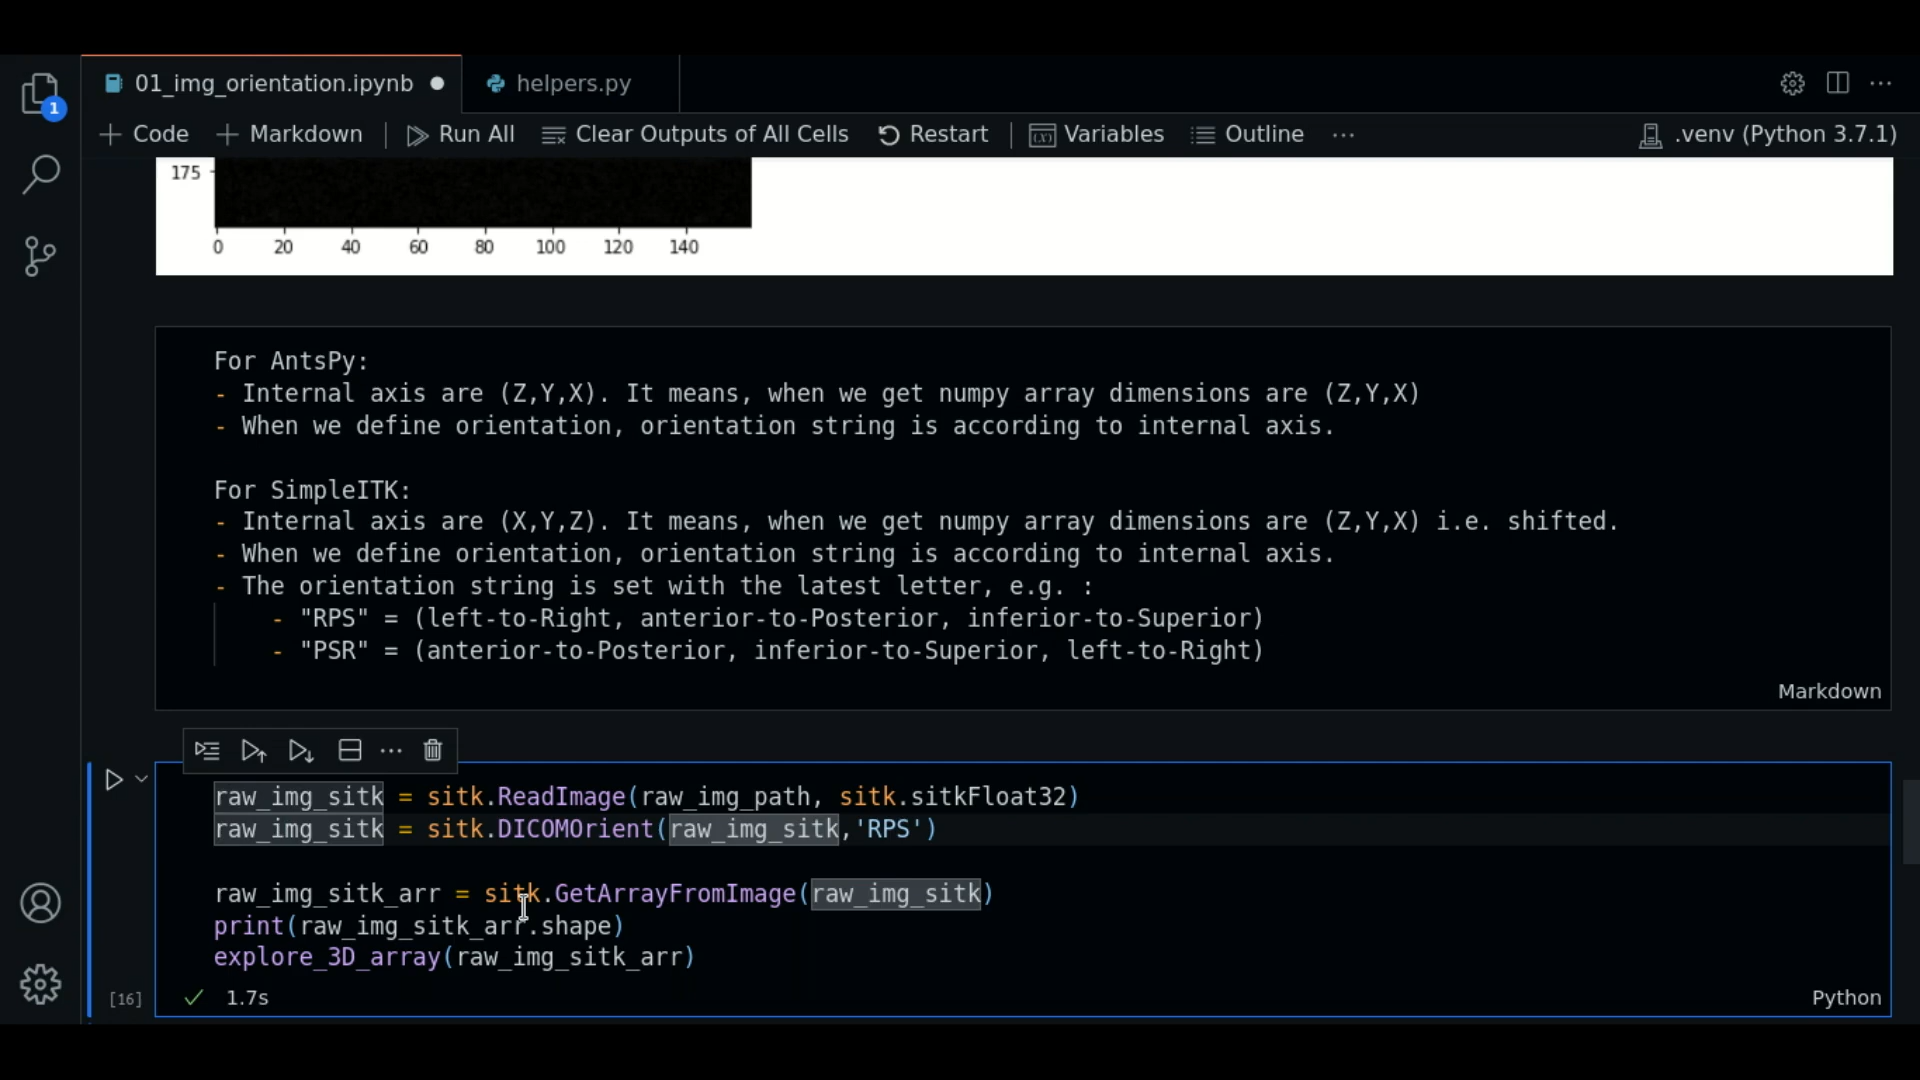 01_img_orientation.ipynb
helpers.py
1
Code Markdown Run All Clear Outputs of All Cells Restart Variables Outline ··· .venv (Python 3.7.1)
175
0 20 40 60 80 100 120 140
For AntsPy:
- Internal axis are (Z,Y,X). It means, when we get numpy array dimensions are (Z,Y,X)
- When we define orientation, orientation string is according to internal axis.
For SimpleITK:
- Internal axis are (X,Y,Z). It means, when we get numpy array dimensions are (Z,Y,X) i.e. shifted.
- When we define orientation, orientation string is according to internal axis.
- The orientation string is set with the latest letter, e.g. :
- "RPS" = (left-to-Right, anterior-to-Posterior, inferior-to-Superior)
- "PSR" = (anterior-to-Posterior, inferior-to-Superior, left-to-Right)
Markdown
raw_img_sitk = sitk.ReadImage(raw_img_path, sitk.sitkFloat32)
raw_img_sitk = sitk.DICOMOrient(raw_img_sitk,'RPS')
raw_img_sitk_arr = sitk.GetArrayFromImage(raw_img_sitk)
print(raw_img_sitk_arr.shape)
explore_3D_array(raw_img_sitk_arr)
[16] 1.7s Python